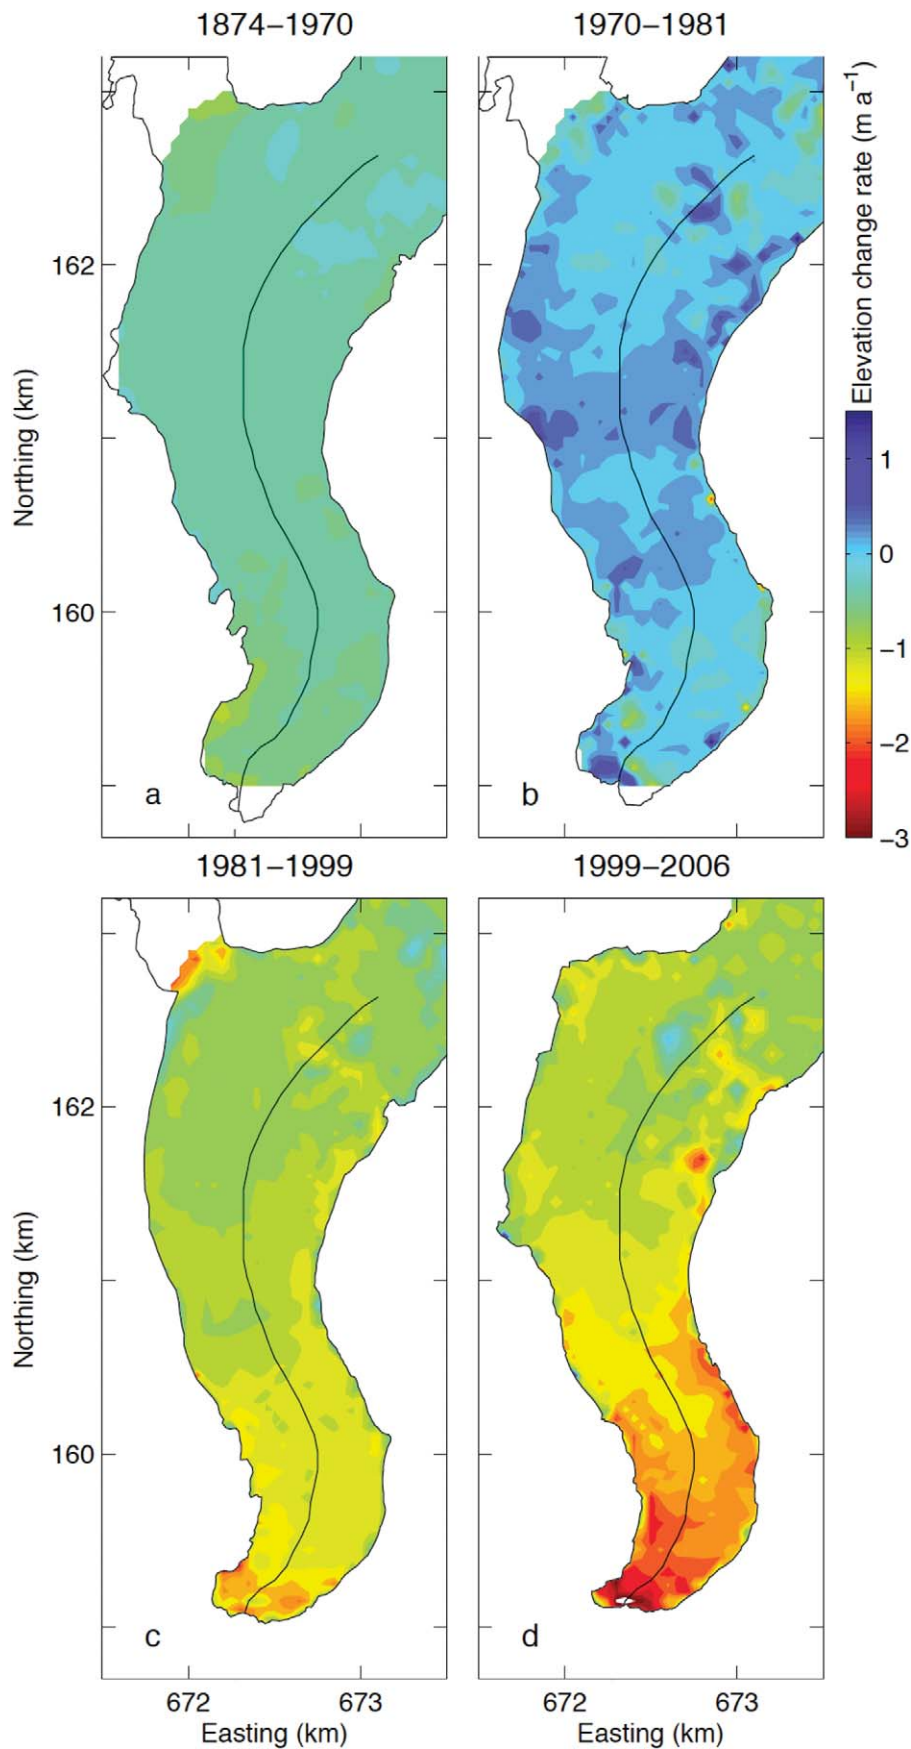 1874–1970
1970–1981
162
160
Northing (km)
a
b
Elevation change rate (m a⁻¹)
1
0
−1
−2
−3
1981–1999
1999–2006
162
160
Northing (km)
c
d
672
673
672
673
Easting (km)
Easting (km)